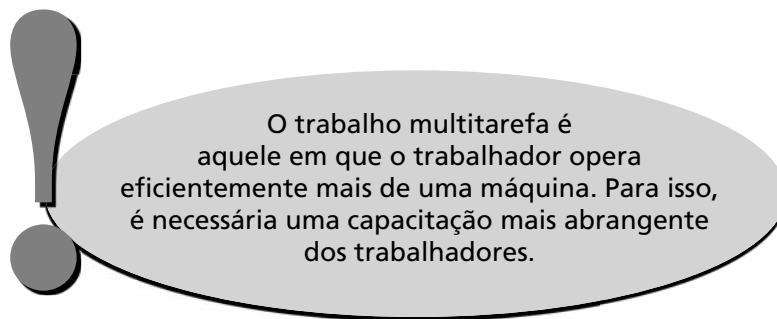 O trabalho multitarefa é
aquele em que o trabalhador opera
eficientemente mais de uma máquina. Para isso,
é necessária uma capacitação mais abrangente
dos trabalhadores.